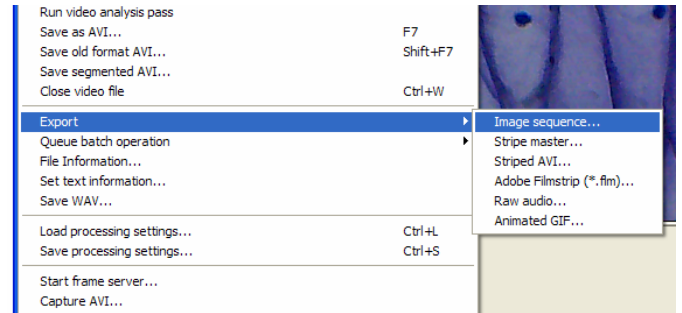 Run video analysis pass
Save as AVI... F7
Save old format AVI... Shift+F7
Save segmented AVI...
Close video file Ctrl+W
Export
Queue batch operation
File Information...
Set text information...
Save WAV...
Load processing settings... Ctrl+L
Save processing settings... Ctrl+S
Start frame server...
Capture AVI...
Image sequence...
Stripe master...
Striped AVI...
Adobe Filmstrip (*.flm)...
Raw audio...
Animated GIF...